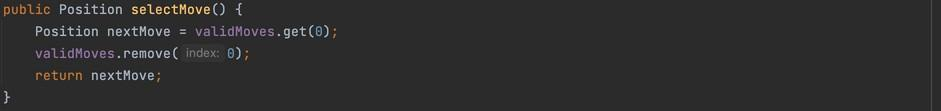 public Position selectMove() {
    Position nextMove = validMoves.get(0);
    validMoves.remove( index: 0);
    return nextMove;
}